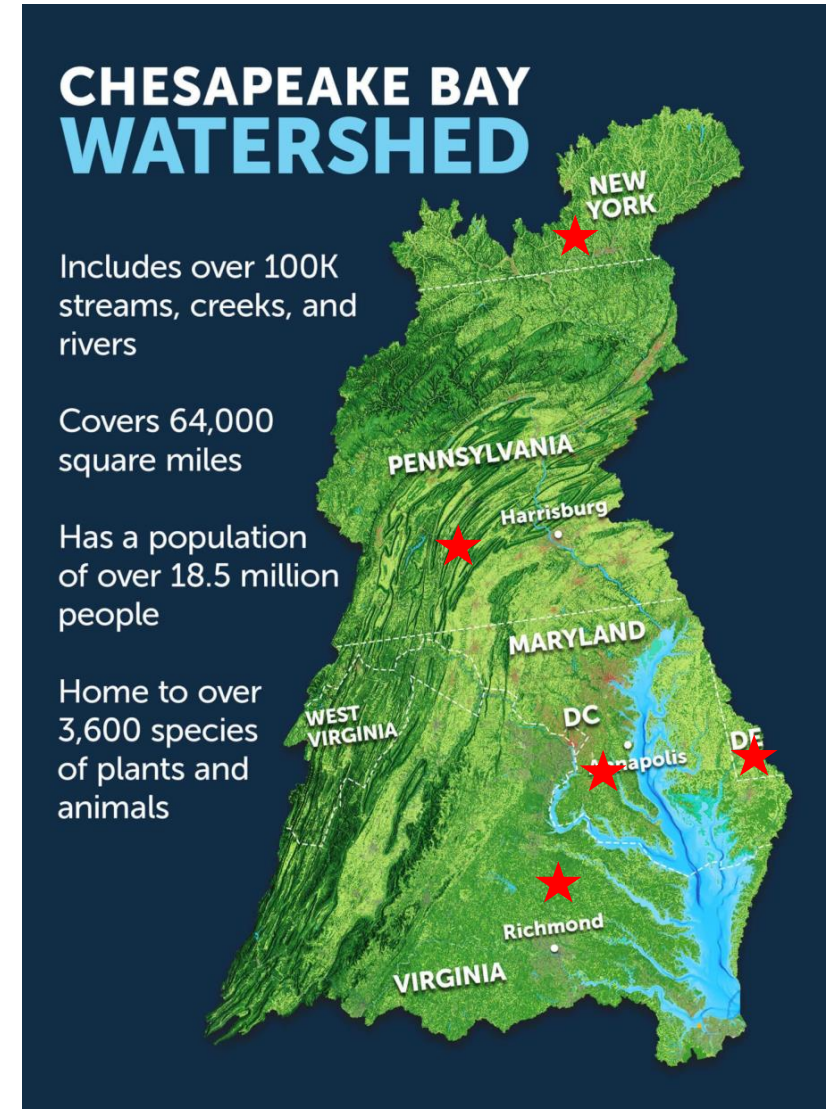 CHESAPEAKE BAY
WATERSHED
NEW
YORK
Includes over 100K
streams, creeks, and
rivers
Covers 64,000
square miles
PENNSYLVANIA
Harrisburg
Has a population
of over 18.5 million
people
MARYLAND
Home to over
3,600 species
of plants and
animals
WEST
VIRGINIA
DC
DE
Annapolis
Richmond
VIRGINIA